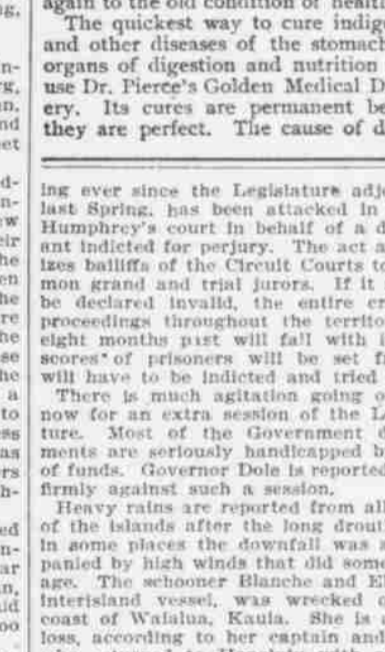 again to the old condition of health
The quickest way to cure indig
and other diseases of the stomach
organs of digestion and nutrition
use Dr. Pierce's Golden Medical D
ery. Its cures are permanent be
they are perfect. The cause of d
ing ever since the Legislature adj
last Spring, has been attacked in
Humphrey's court in behalf of a d
ant indicted for perjury. The act a
izes bailiffs of the Circuit Courts to
mon grand and trial jurors. If it
be declared invalid, the entire cr
proceedings throughout the territo
eight months past will fall with i
scores of prisoners will be set f
will have to be indicted and tried
There is much agitation going o
now for an extra session of the L
ture. Most of the Government d
ments are seriously handicapped b
of funds. Governor Dole is reported
firmly against such a session.
Heavy rains are reported from all
of the islands after the long drout
In some places the downfall was a
panied by high winds that did some
age. The schooner Blanche and El
interisland vessel, was wrecked o
coast of Waialua, Kauia. She is a
loss, according to her captain and